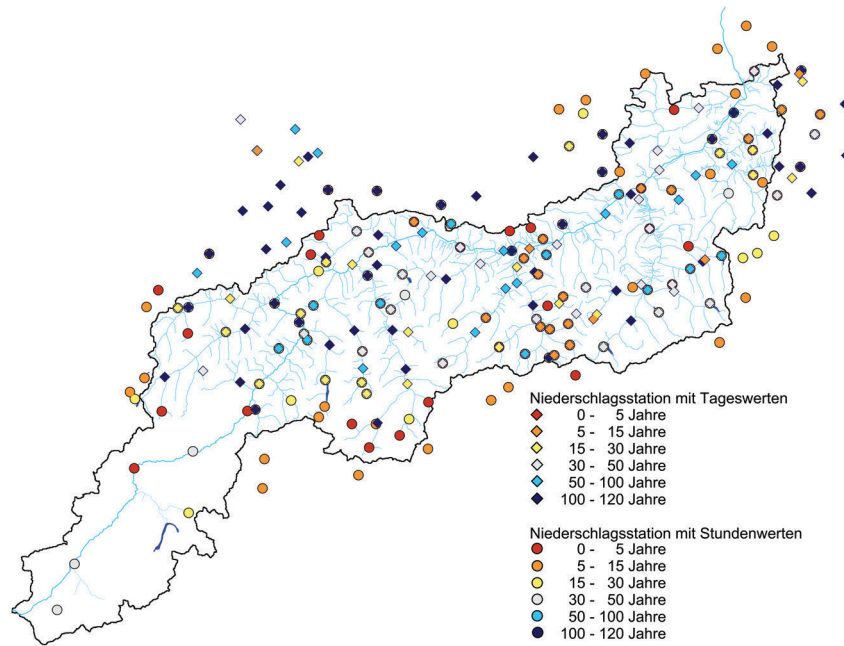 Niederschlagsstation mit Tageswerten
0 - 5 Jahre
5 - 15 Jahre
15 - 30 Jahre
30 - 50 Jahre
50 - 100 Jahre
100 - 120 Jahre
Niederschlagsstation mit Stundenwerten
0 - 5 Jahre
5 - 15 Jahre
15 - 30 Jahre
30 - 50 Jahre
50 - 100 Jahre
100 - 120 Jahre